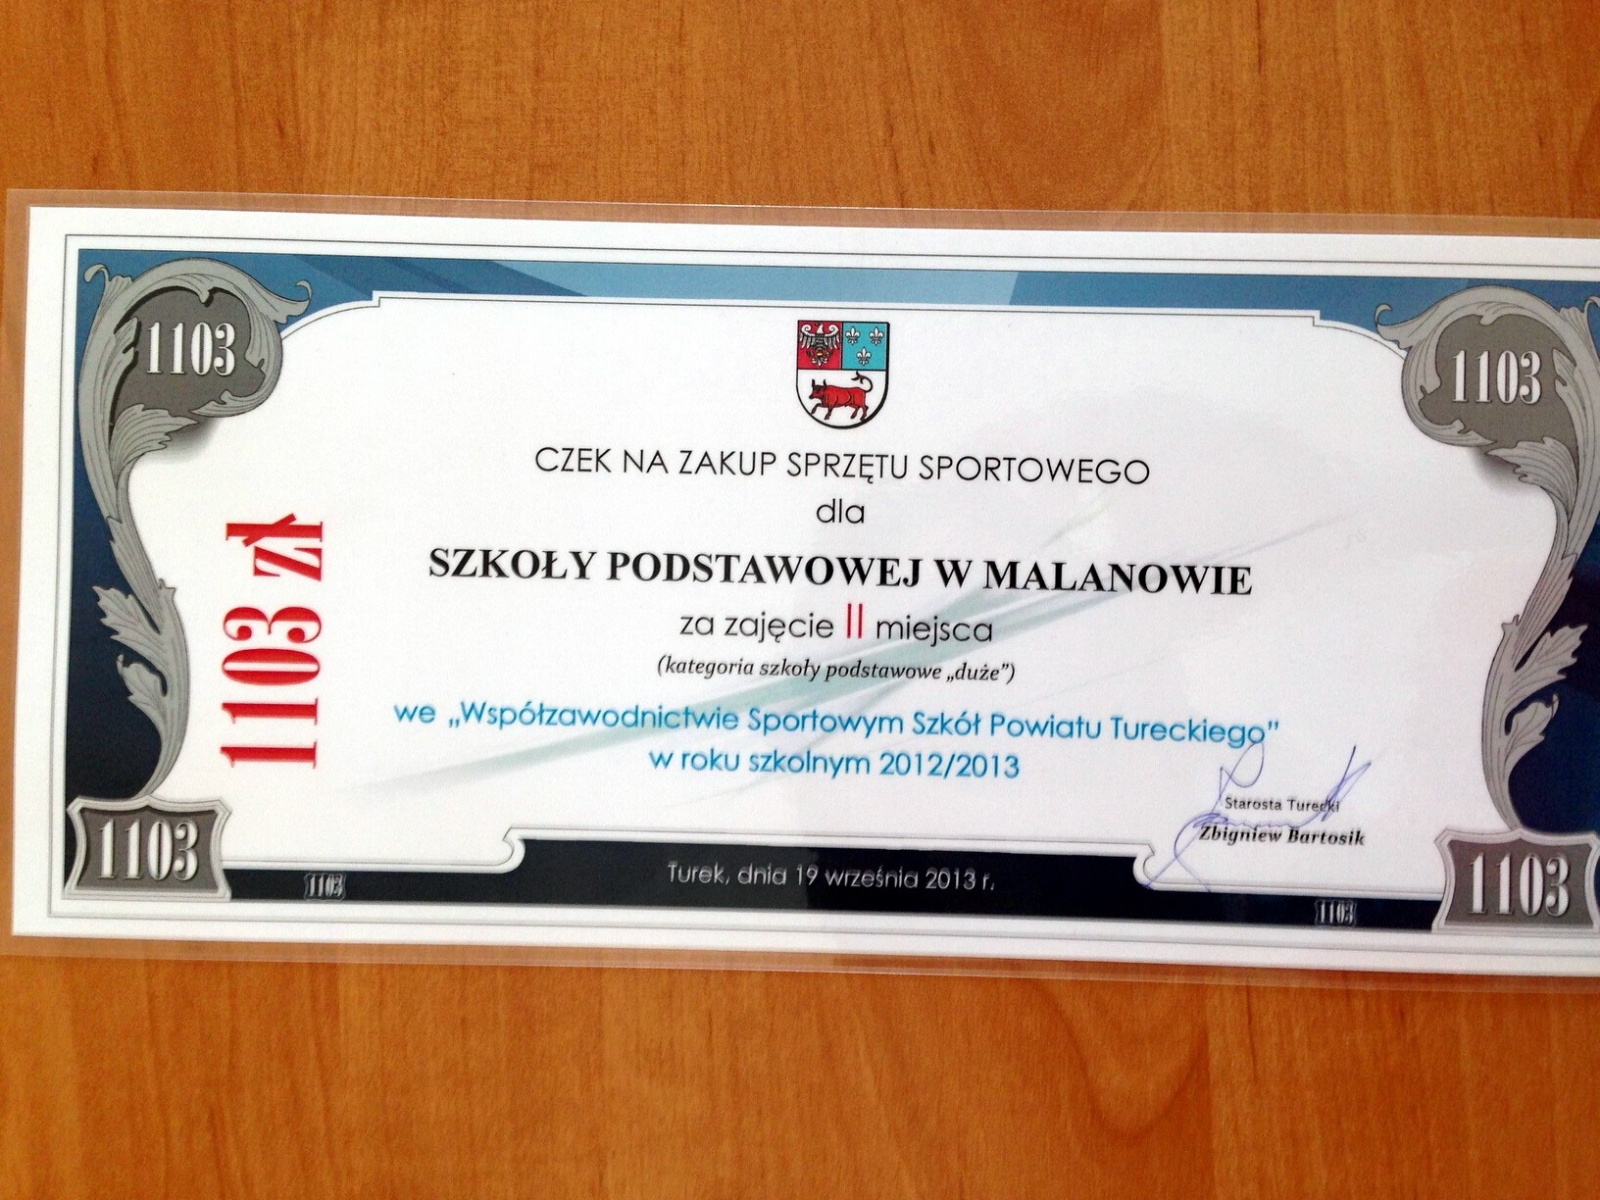 1103
1103
CZEK NA ZAKUP SPRZĘTU SPORTOWEGO
dla
SZKOŁY PODSTAWOWEJ W MALANOWIE
za zajęcie II miejsca
(kategoria szkoły podstawowe „duże”)
we „Współzawodnictwie Sportowym Szkół Powiatu Tureckiego”
w roku szkolnym 2012/2013
1103 zł
Starosta Turecki
Zbigniew Bartosik
1103
1103
Turek, dnia 19 września 2013 r.
1103
1103